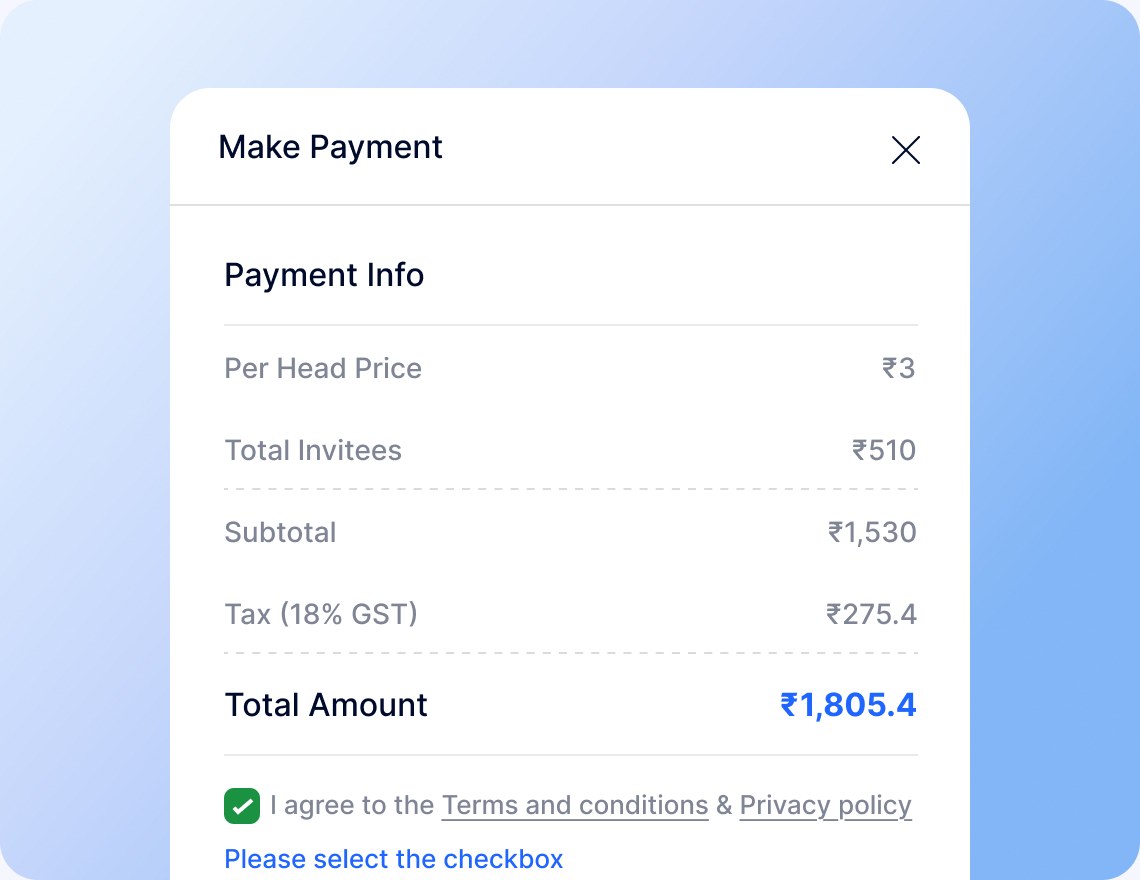 Make Payment
Payment Info
Per Head Price ₹3
Total Invitees ₹510
Subtotal ₹1,530
Tax (18% GST) ₹275.4
Total Amount ₹1,805.4
I agree to the Terms and conditions & Privacy policy
Please select the checkbox